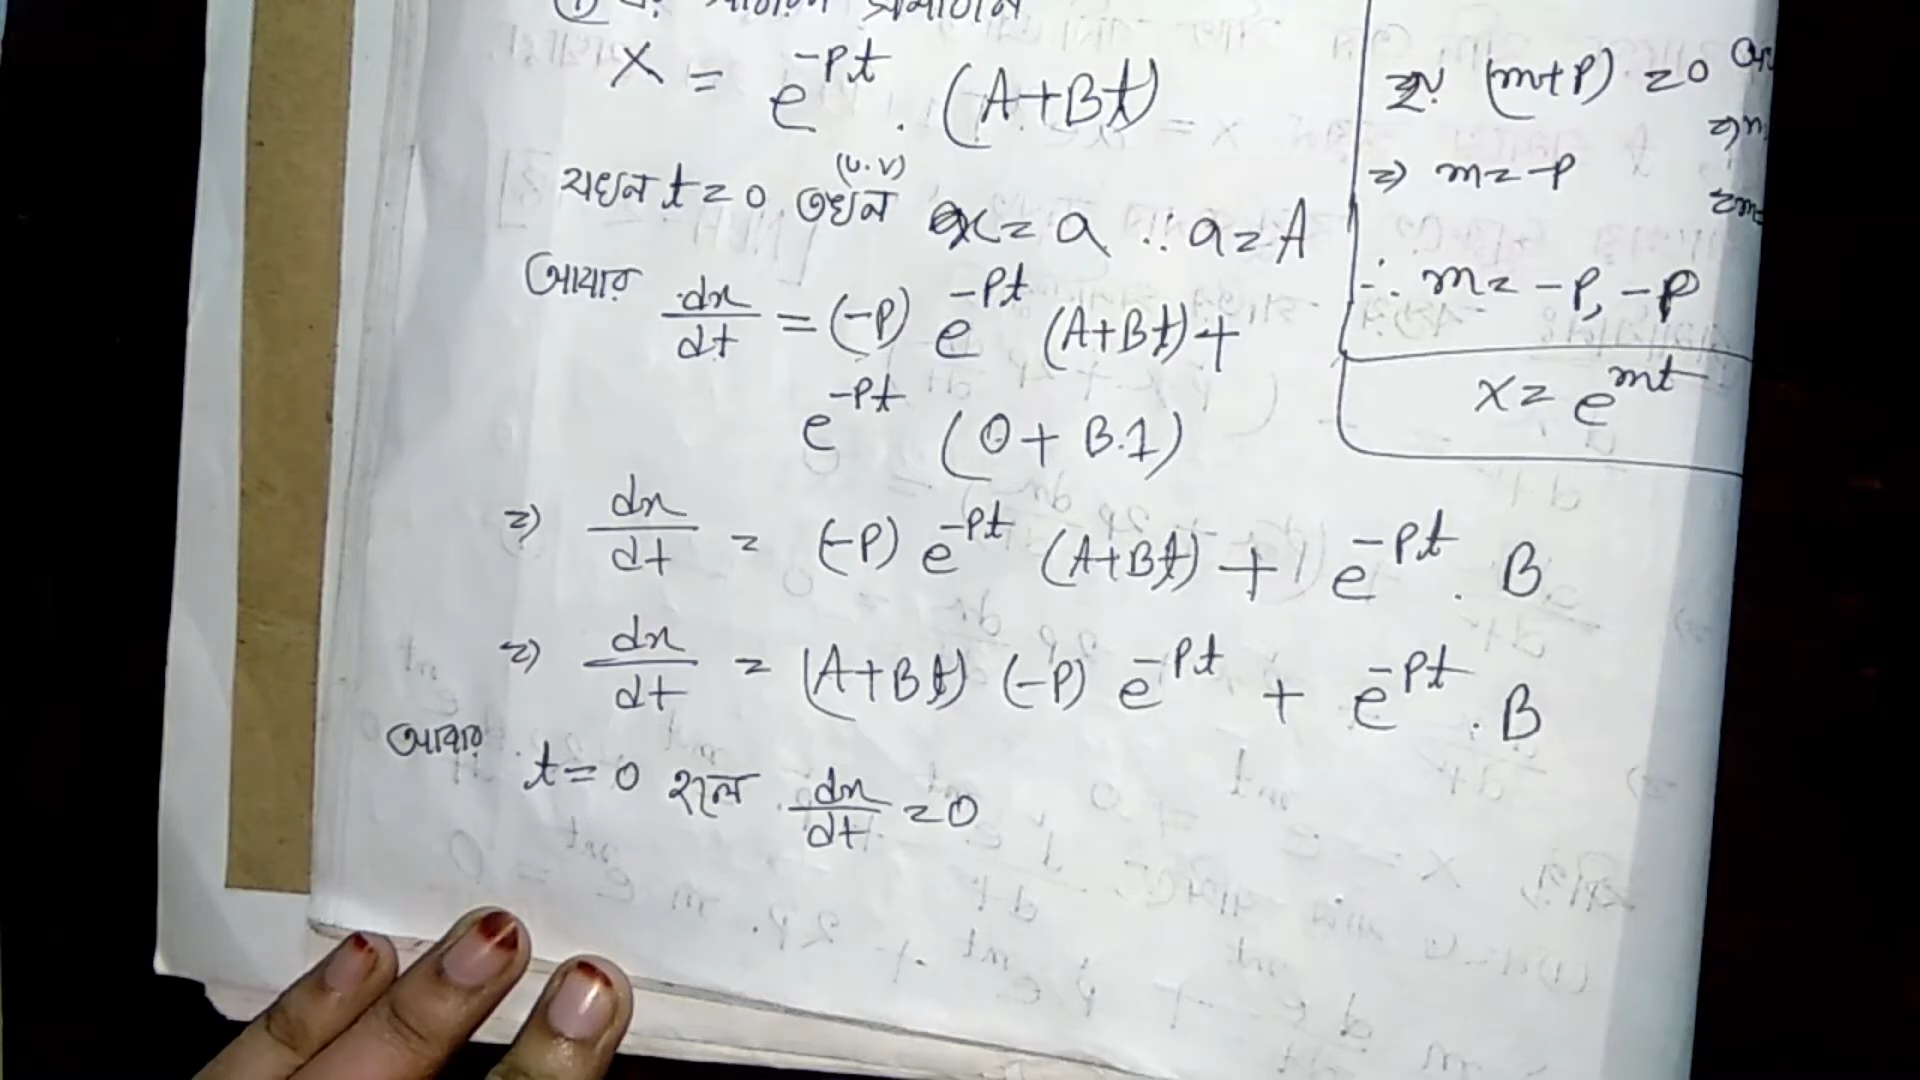 x = e^{-Pt} . (A+Bt)
(u.v)
যখন t=0 তখন x=a ∴ a=A
আবার dx/dt = (-P) e^{-Pt} (A+Bt)+
e^{-Pt} (0+B.1)
⇒ dx/dt = (-P) e^{-Pt} (A+Bt) + e^{-Pt} . B
⇒ dx/dt = (A+Bt) (-P) e^{-Pt} + e^{-Pt} . B
আবার t=0 হলে dx/dt =0
হয় (m+P) =0
⇒ m=-P
∴ m=-P, -P
x= e^{mt}